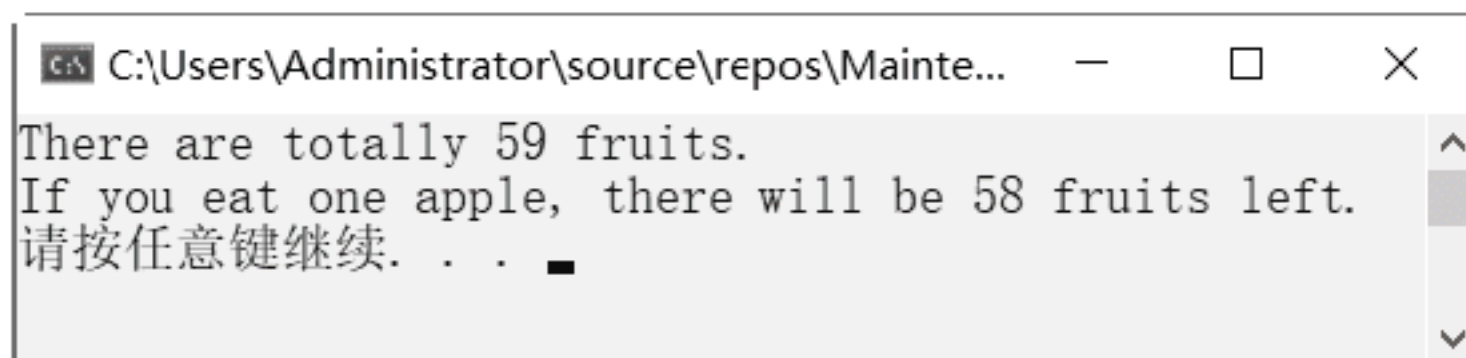 C:\Users\Administrator\source\repos\Mainte...
There are totally 59 fruits.
If you eat one apple, there will be 58 fruits left.
请按任意键继续. . .